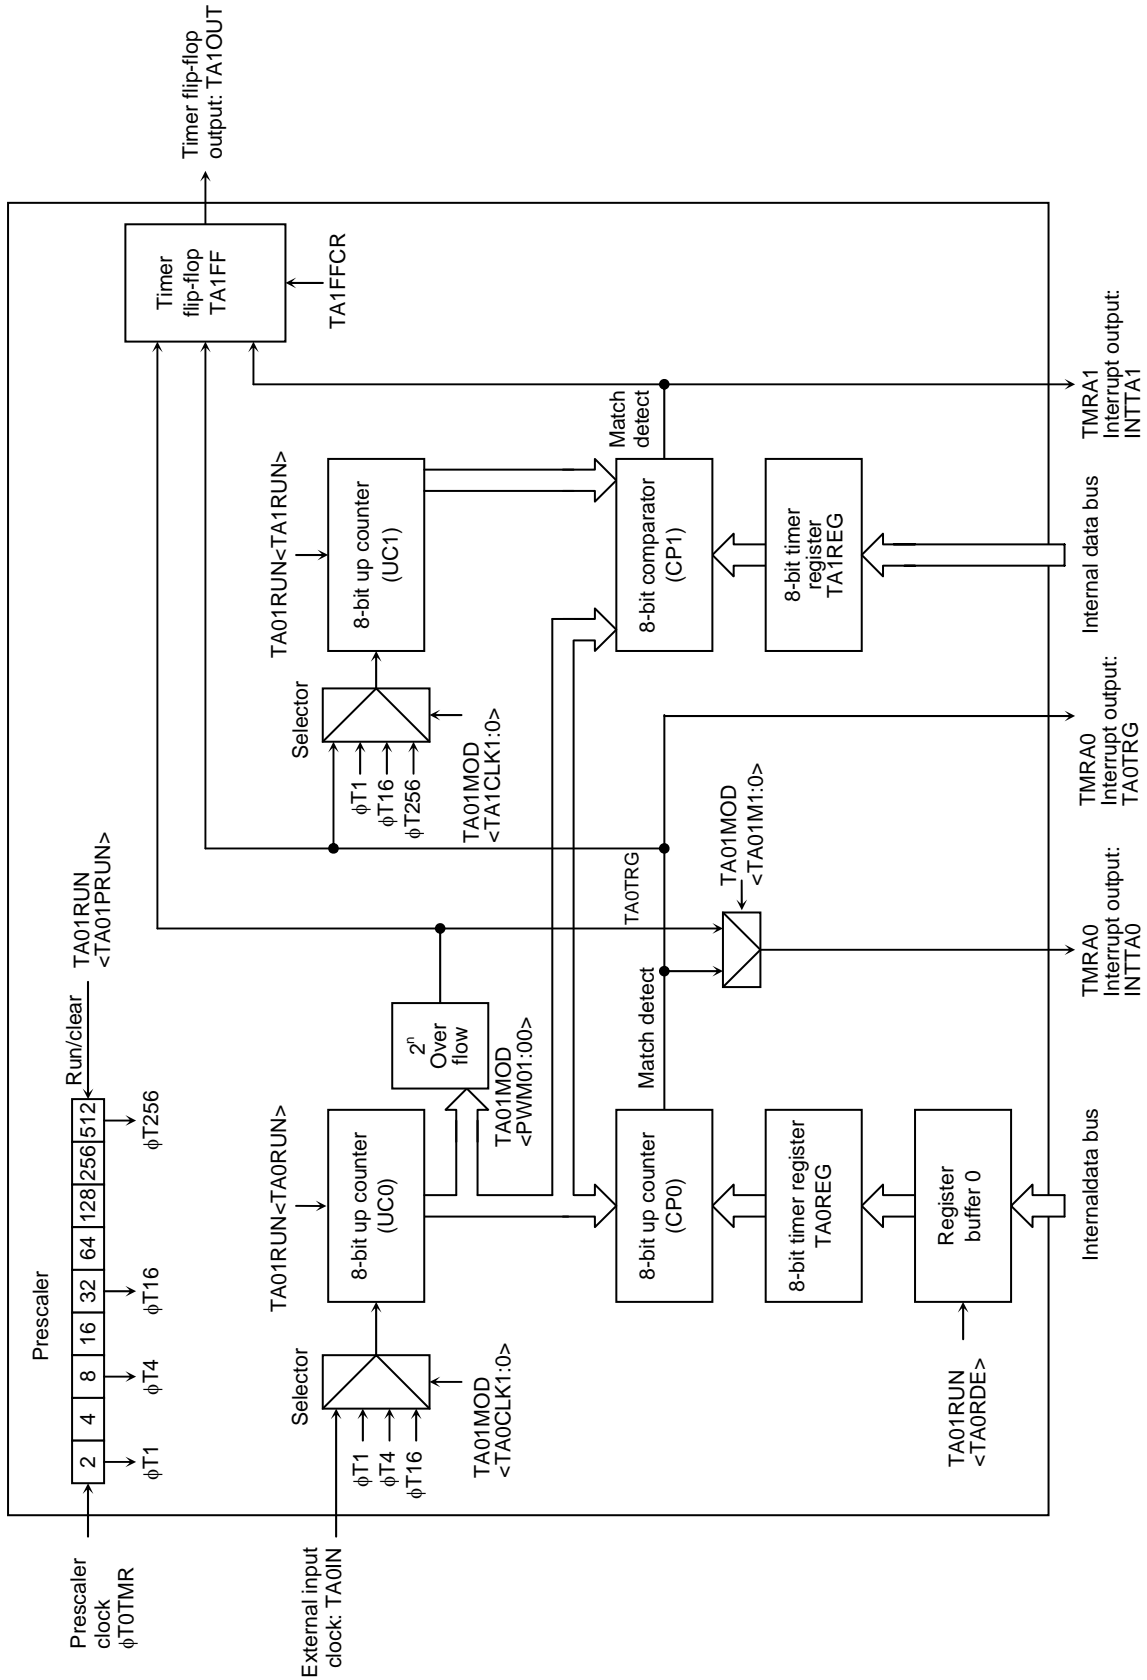 Prescaler
Prescaler
clock
φT0TMR
2 4 8 16 32 64 128 256 512
Run/clear
TA01RUN
<TA01PRUN>
φT1
φT4
φT16
φT256
External input
clock: TA0IN
Selector
φT1
φT4
φT16
TA01MOD
<TA0CLK1:0>
TA01RUN<TA0RUN>
8-bit up counter
(UC0)
2n
Over
flow
TA01MOD
<PWM01:00>
8-bit up counter
(CP0)
Match detect
TA0TRG
8-bit timer register
TA0REG
Register
buffer 0
TA01RUN
<TA0RDE>
Internaldata bus
TA01MOD
<TA01M1:0>
TMRA0
Interrupt output:
INTTA0
TMRA0
Interrupt output:
TA0TRG
Selector
φT1
φT16
φT256
TA01MOD
<TA1CLK1:0>
TA01RUN<TA1RUN>
8-bit up counter
(UC1)
8-bit comparator
(CP1)
Match
detect
8-bit timer
register
TA1REG
Internal data bus
TMRA1
Interrupt output:
INTTA1
Timer
flip-flop
TA1FF
TA1FFCR
Timer flip-flop
output: TA1OUT